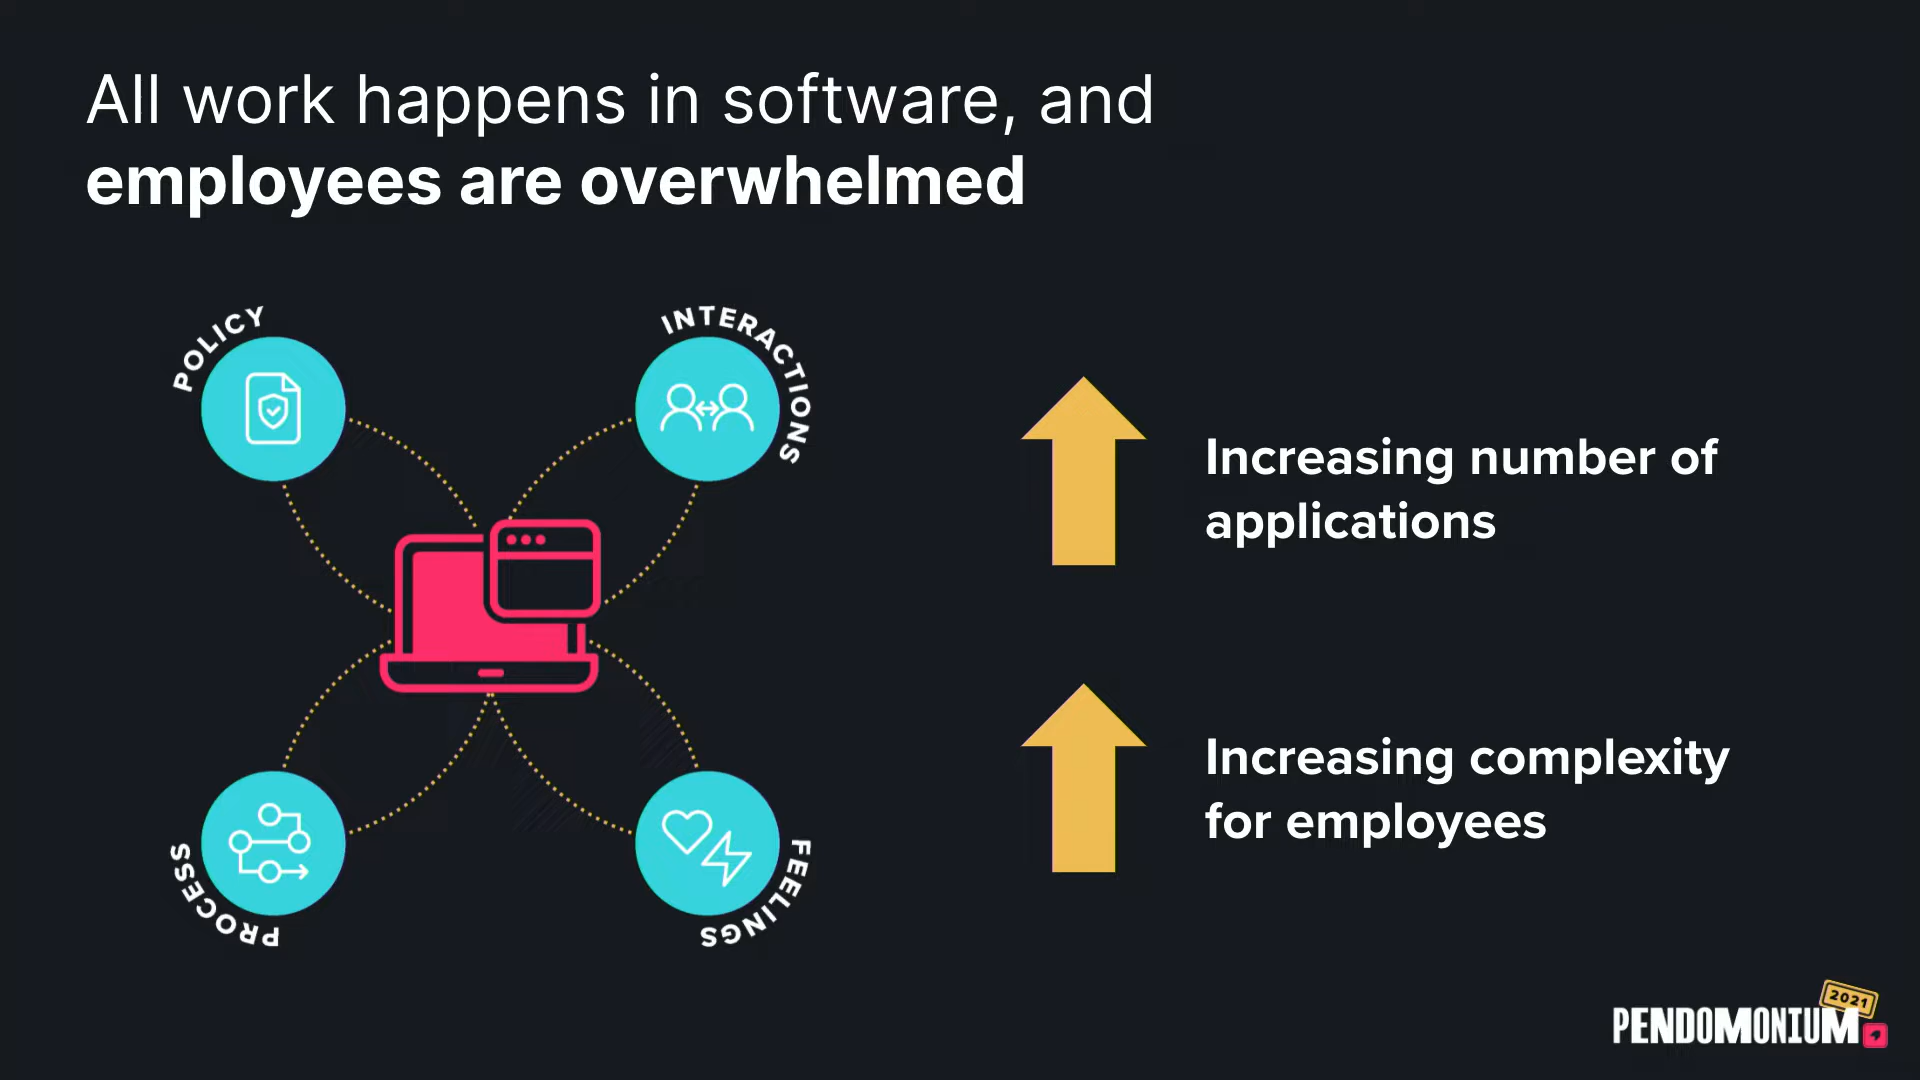 All work happens in software, and
employees are overwhelmed
POLICY
INTERACTIONS
Increasing number of
applications
Increasing complexity
for employees
PROCESS
FEELINGS
2021
PENDOMONIUM